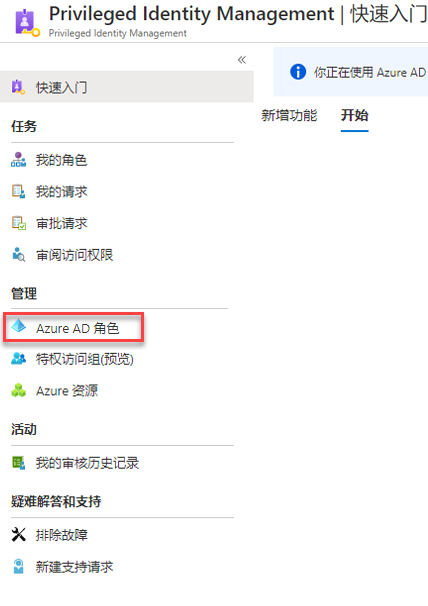 Privileged Identity Management | 快速入门
Privileged Identity Management
«
快速入门
你正在使用 Azure AD
新增功能 开始
任务
我的角色
我的请求
审批请求
审阅访问权限
管理
Azure AD 角色
特权访问组(预览)
Azure 资源
活动
我的审核历史记录
疑难解答和支持
排除故障
新建支持请求